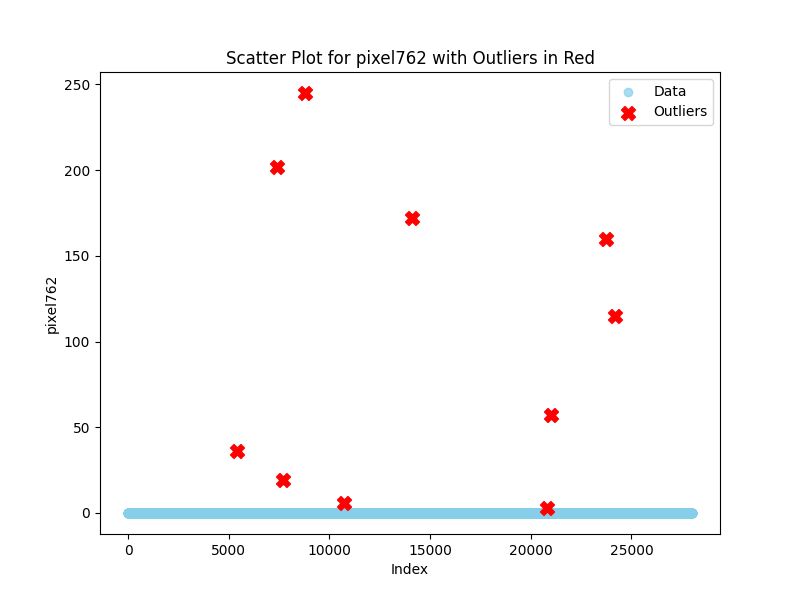 Scatter Plot for pixel762 with Outliers in Red
Data
Outliers
250
200
150
100
50
0
pixel762
0 5000 10000 15000 20000 25000
Index